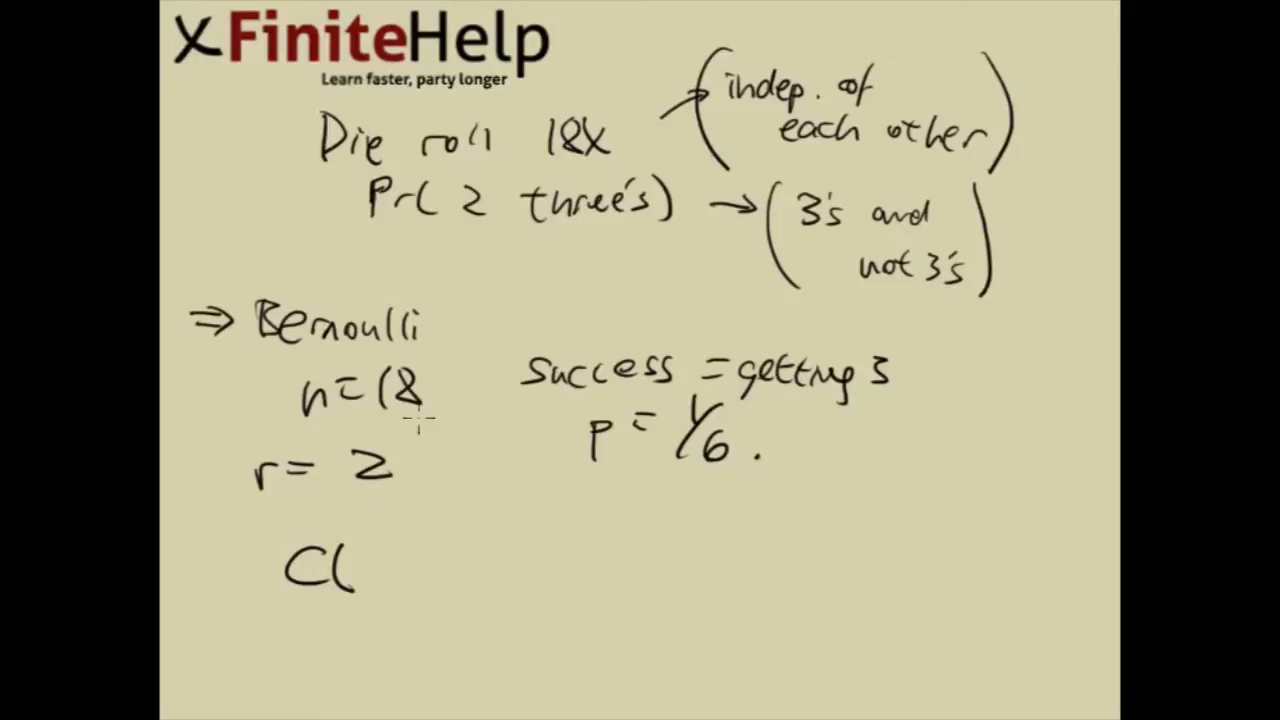 xFiniteHelp
Learn faster, party longer
Die roll 18X
Pr( 2 three's)
(indep. of
each other)
(3's and
not 3's)
⇒ Bernoulli
n=18
r= 2
C(
success = getting 3
p = 1/6 .